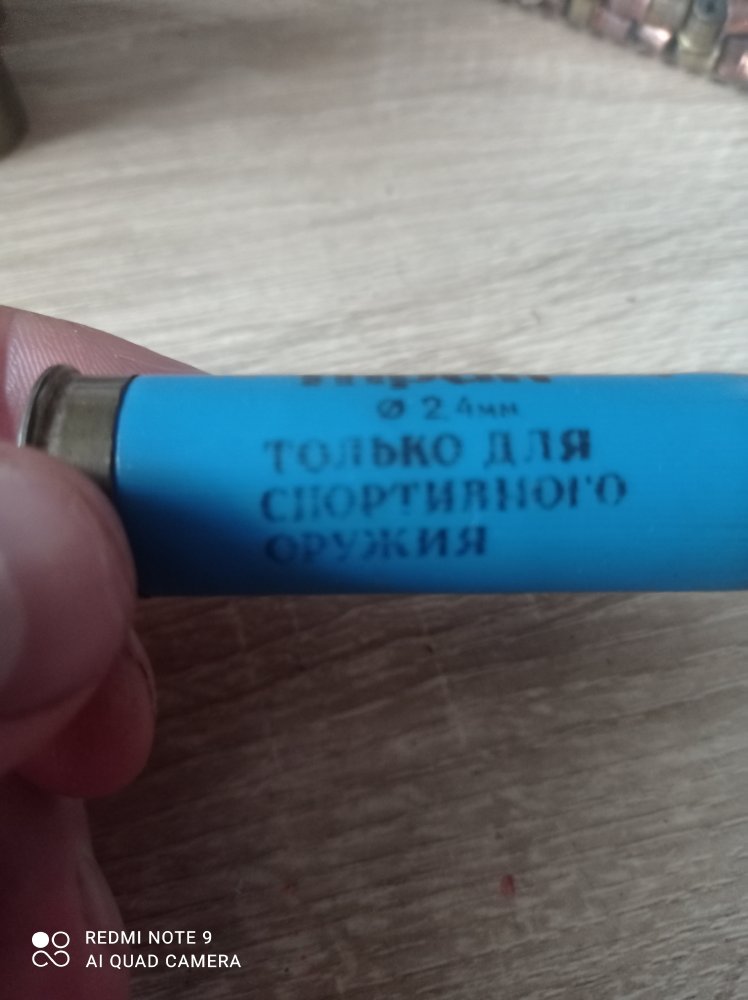 ⌀ 2.4мм
ТОЛЬКО ДЛЯ
СПОРТИВНОГО
ОРУЖИЯ
REDMI NOTE 9
AI QUAD CAMERA